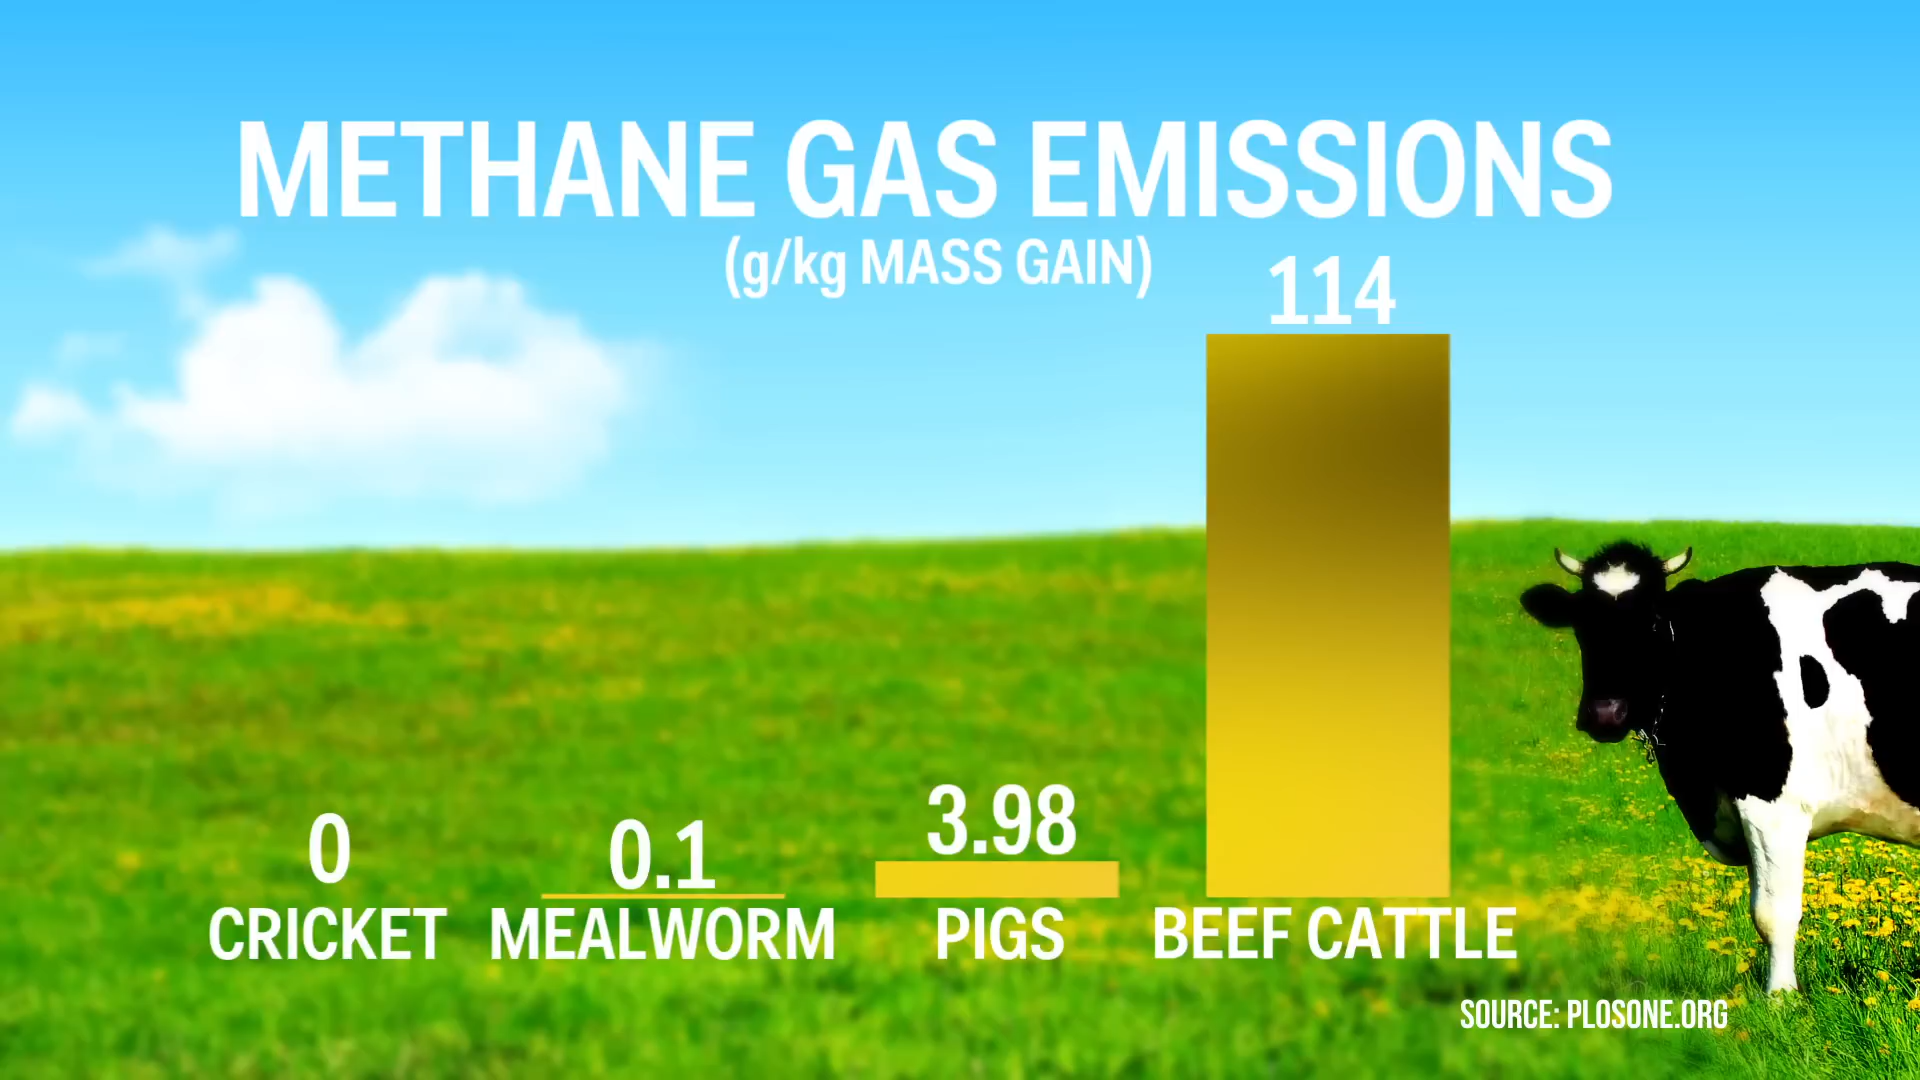 METHANE GAS EMISSIONS
(g/kg MASS GAIN)
114
3.98
0
0.1
CRICKET MEALWORM PIGS BEEF CATTLE
SOURCE: PLOSONE.ORG